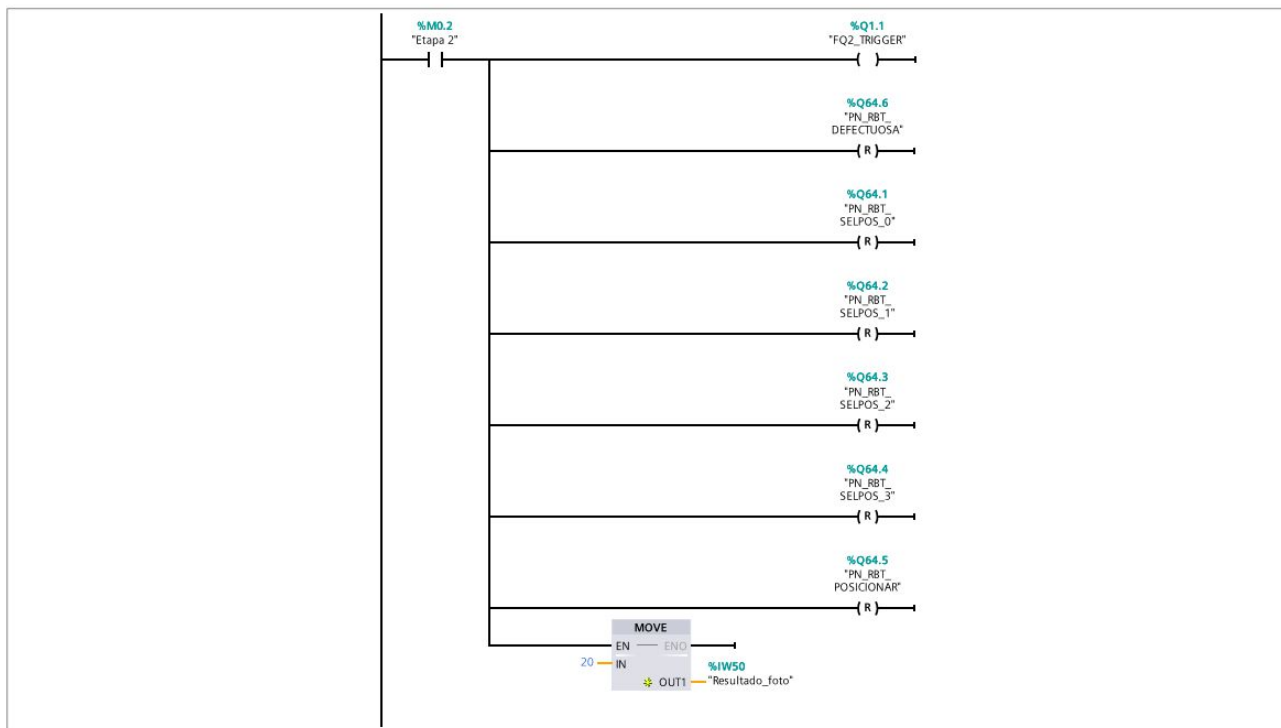 %M0.2
"Etapa 2"
%Q1.1
"FQ2_TRIGGER"
%Q64.6
"PN_RBT_
DEFECTUOSA"
R
%Q64.1
"PN_RBT_
SELPOS_0"
R
%Q64.2
"PN_RBT_
SELPOS_1"
R
%Q64.3
"PN_RBT_
SELPOS_2"
R
%Q64.4
"PN_RBT_
SELPOS_3"
R
%Q64.5
"PN_RBT_
POSICIONAR"
R
MOVE
EN ENO
20 IN
%IW50
OUT1 "Resultado_foto"